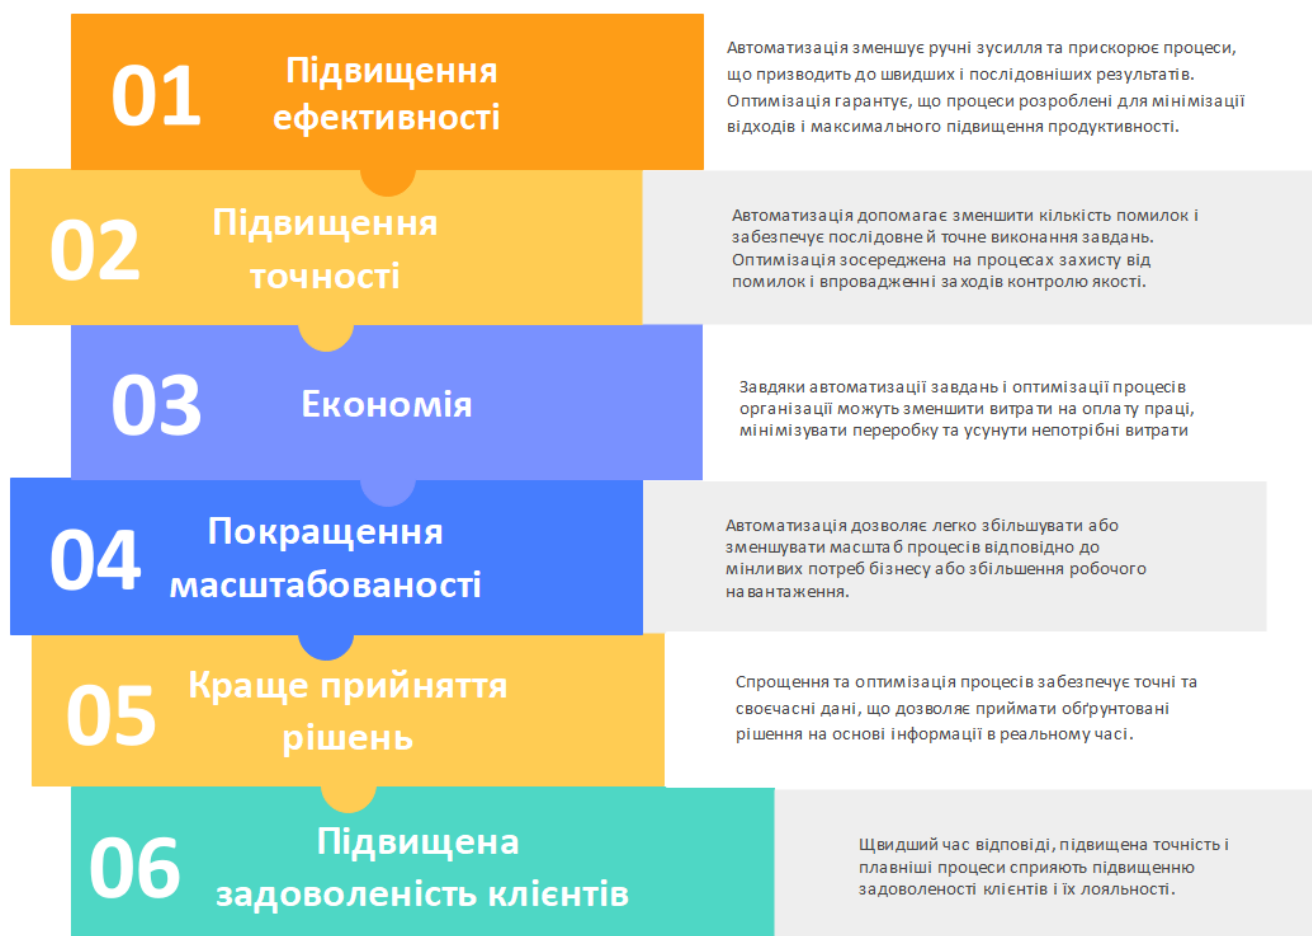 01
Підвищення
ефективності
Автоматизація зменшує ручні зусилля та прискорює процеси,
що призводить до швидших і послідовніших результатів.
Оптимізація гарантує, що процеси розроблені для мінімізації
відходів і максимального підвищення продуктивності.
02
Підвищення
точності
Автоматизація допомагає зменшити кількість помилок і
забезпечує послідовне й точне виконання завдань.
Оптимізація зосереджена на процесах захисту від
помилок і впровадженні заходів контролю якості.
03
Економія
Завдяки автоматизації завдань і оптимізації процесів
організації можуть зменшити витрати на оплату праці,
мінімізувати переробку та усунути непотрібні витрати
04
Покращення
масштабованості
Автоматизація дозволяє легко збільшувати або
зменшувати масштаб процесів відповідно до
мінливих потреб бізнесу або збільшення робочого
навантаження.
05
Краще прийняття
рішень
Спрощення та оптимізація процесів забезпечує точні та
своєчасні дані, що дозволяє приймати обґрунтовані
рішення на основі інформації в реальному часі.
06
Підвищена
задоволеність клієнтів
Щвидший час відповіді, підвищена точність і
плавніші процеси сприяють підвищенню
задоволеності клієнтів і їх лояльності.